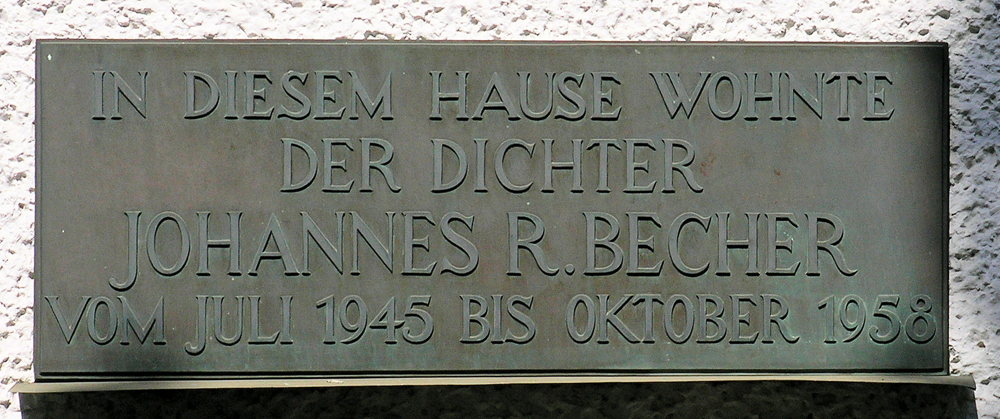 IN DIESEM HAUSE WOHNTE
DER DICHTER
JOHANNES R. BECHER
VOM JULI 1945 BIS OKTOBER 1958